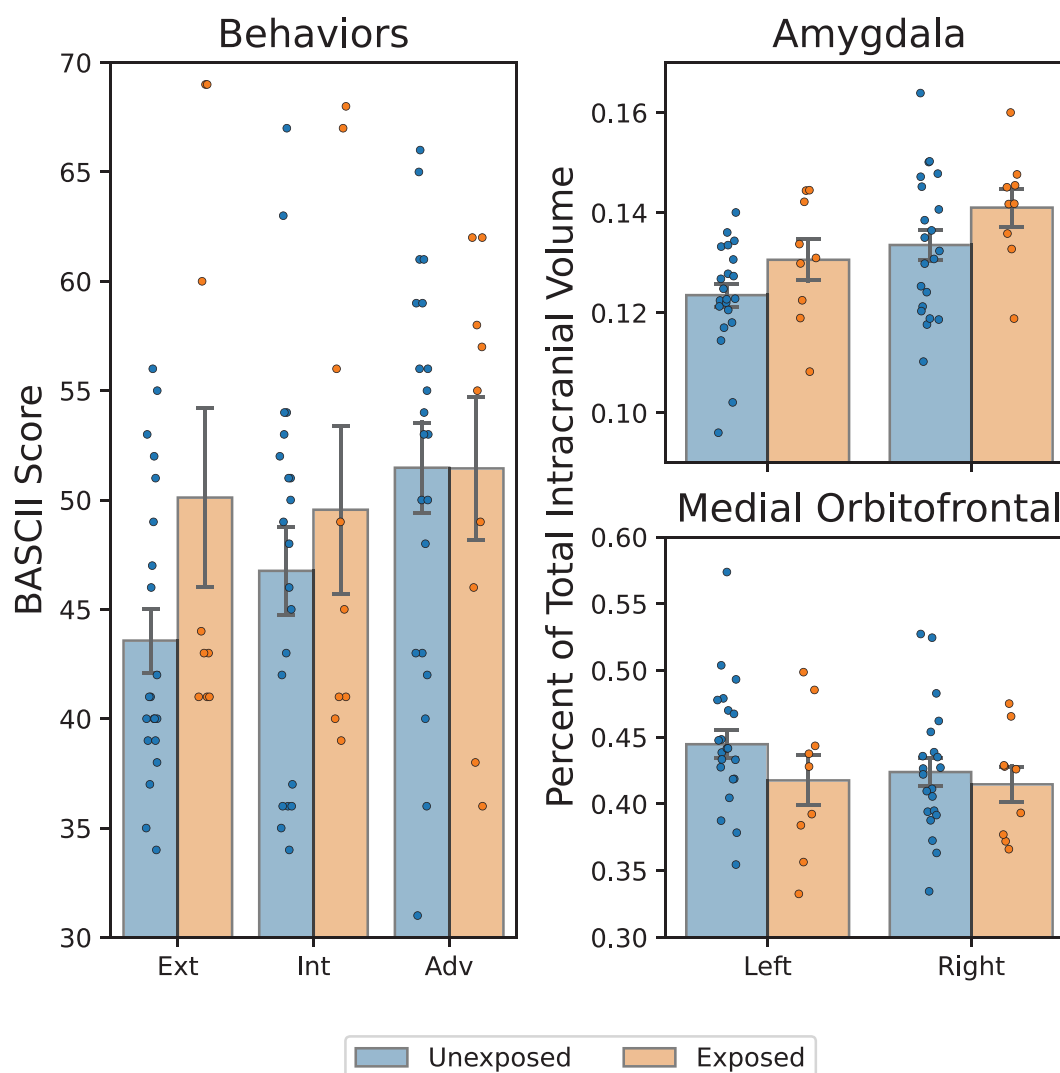 Behaviors
BASCII Score
70
65
60
55
50
45
40
35
30
Ext
Int
Adv
Amygdala
Percent of Total Intracranial Volume
0.16
0.14
0.12
0.10
Medial Orbitofrontal
0.60
0.55
0.50
0.45
0.40
0.35
0.30
Left
Right
Unexposed
Exposed